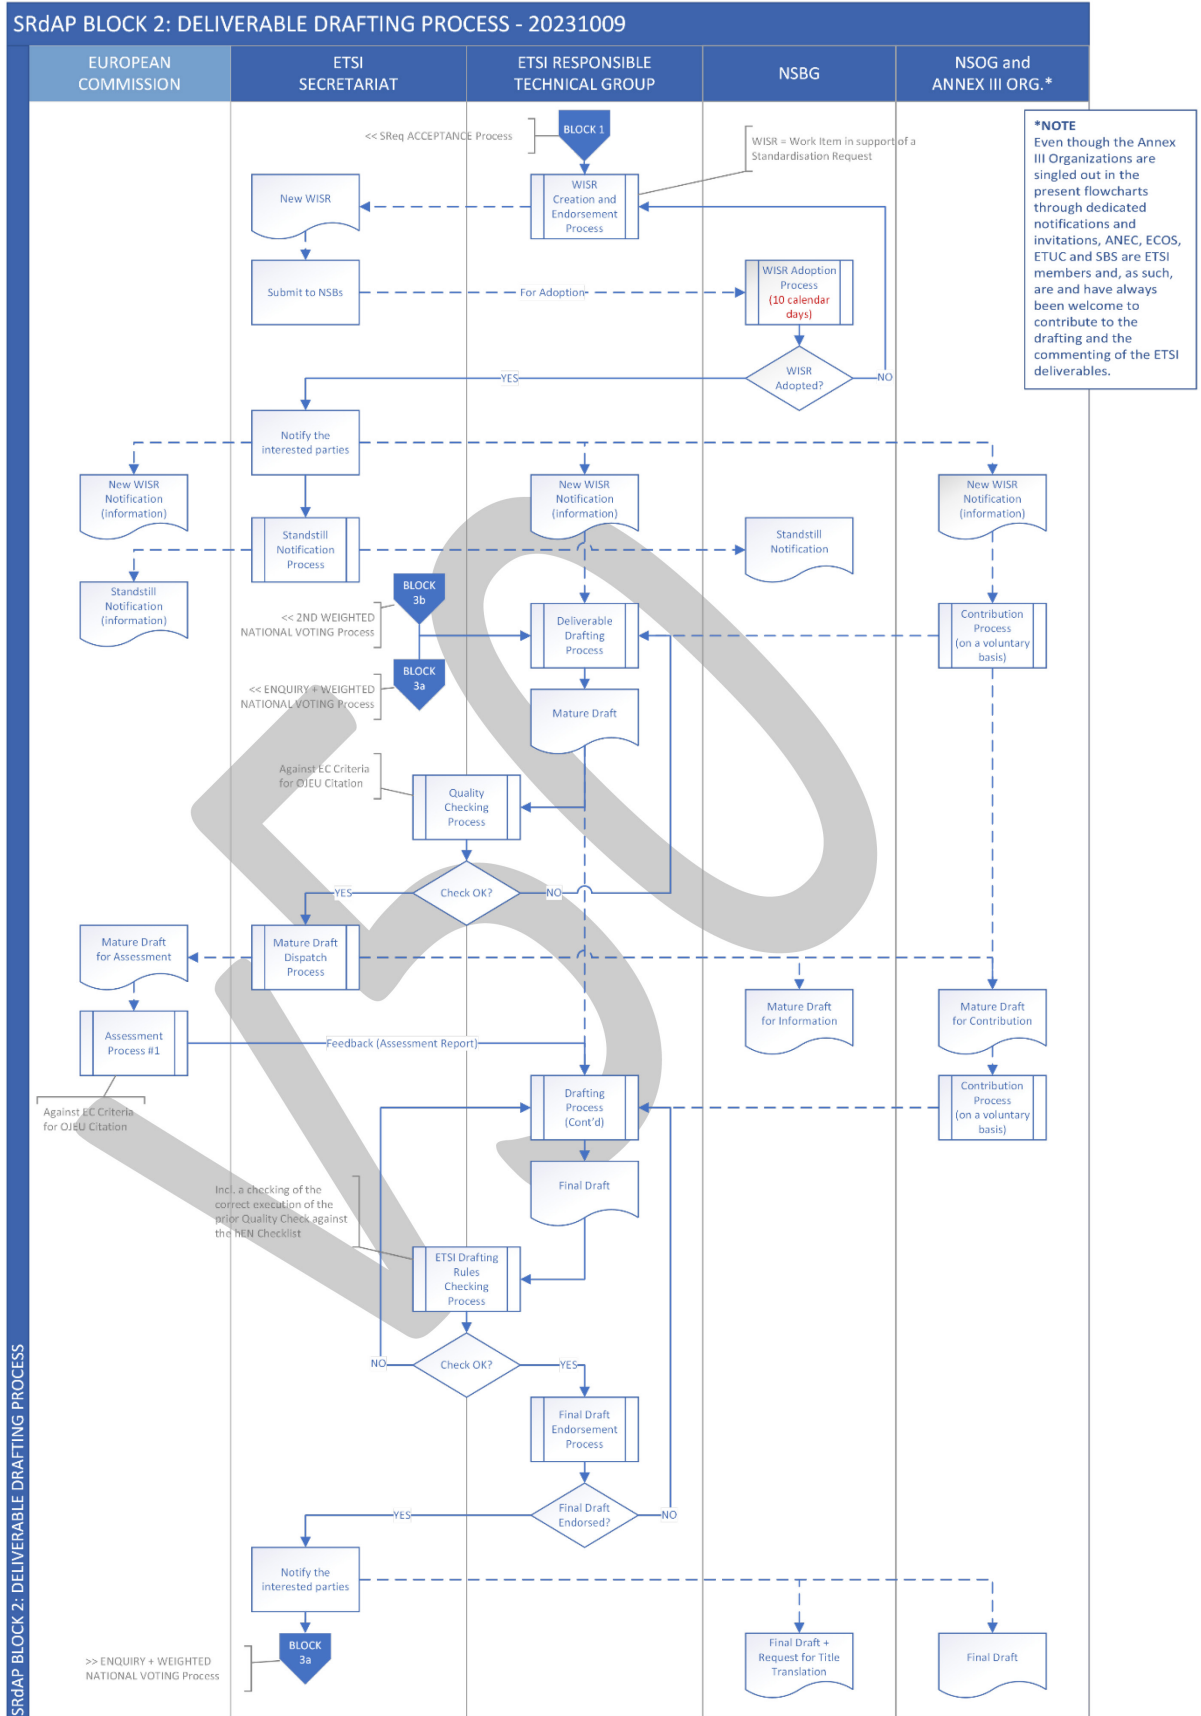 SRdAP BLOCK 2: DELIVERABLE DRAFTING PROCESS - 20231009
EUROPEAN
COMMISSION
ETSI
SECRETARIAT
ETSI RESPONSIBLE
TECHNICAL GROUP
NSBG
NSOG and
ANNEX III ORG.*
<< SReq ACCEPTANCE Process
BLOCK 1
WISR = Work Item in support of a
Standardisation Request
*NOTE
Even though the Annex
III Organizations are
singled out in the
present flowcharts
through dedicated
notifications and
invitations, ANEC, ECOS,
ETUC and SBS are ETSI
members and, as such,
are and have always
been welcome to
contribute to the
drafting and the
commenting of the ETSI
deliverables.
New WISR
WISR
Creation and
Endorsement
Process
Submit to NSBs
For Adoption
WISR Adoption
Process
(10 calendar
days)
WISR
Adopted?
YES
NO
Notify the
interested parties
New WISR
Notification
(information)
New WISR
Notification
(information)
New WISR
Notification
(information)
Standstill
Notification
Process
Standstill
Notification
Standstill
Notification
(information)
BLOCK
3b
<< 2ND WEIGHTED
NATIONAL VOTING Process
Deliverable
Drafting
Process
Contribution
Process
(on a voluntary
basis)
BLOCK
3a
<< ENQUIRY + WEIGHTED
NATIONAL VOTING Process
Mature Draft
Against EC Criteria
for OJEU Citation
Quality
Checking
Process
Check OK?
YES
NO
Mature Draft
for Assessment
Mature Draft
Dispatch
Process
Mature Draft
for Information
Mature Draft
for Contribution
Assessment
Process #1
Feedback (Assessment Report)
Against EC Criteria
for OJEU Citation
Drafting
Process
(Cont'd)
Contribution
Process
(on a voluntary
basis)
Final Draft
Incl. a checking of the
correct execution of the
prior Quality Check against
the hEN Checklist
ETSI Drafting
Rules
Checking
Process
Check OK?
NO
YES
Final Draft
Endorsement
Process
Final Draft
Endorsed?
YES
NO
Notify the
interested parties
BLOCK
3a
>> ENQUIRY + WEIGHTED
NATIONAL VOTING Process
Final Draft +
Request for Title
Translation
Final Draft
SRdAP BLOCK 2: DELIVERABLE DRAFTING PROCESS
V5.0